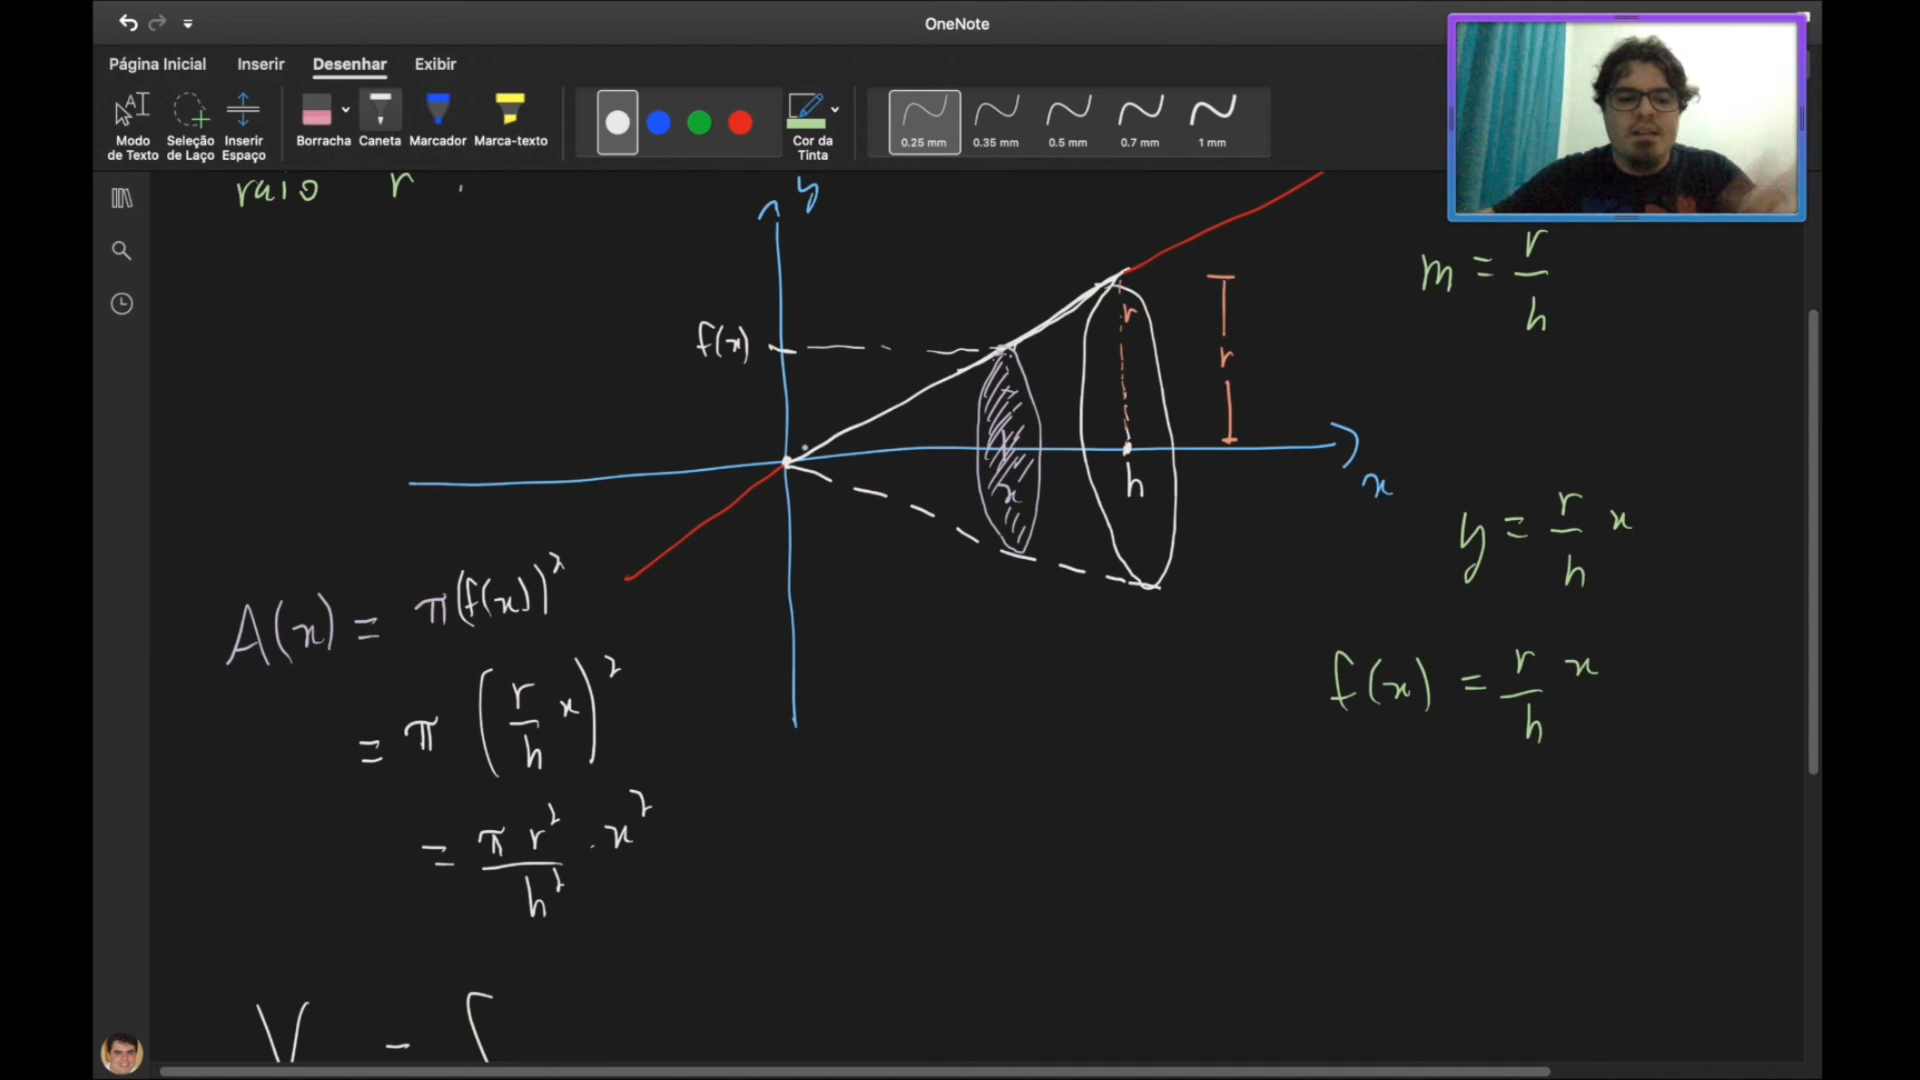 OneNote
Página Inicial Inserir Desenhar Exibir
Modo de Texto
Seleção de Laço
Inserir Espaço
Borracha
Caneta
Marcador
Marca-texto
Cor da Tinta
0.25 mm
0.35 mm
0.5 mm
0.7 mm
1 mm
raio r .
y
m = r/h
f(x)
r
r
h
x
x
y = r/h x
A(x) = π(f(x))²
= π (r/h x)²
= πr²/h² · x²
f(x) = r/h x
V = ∫